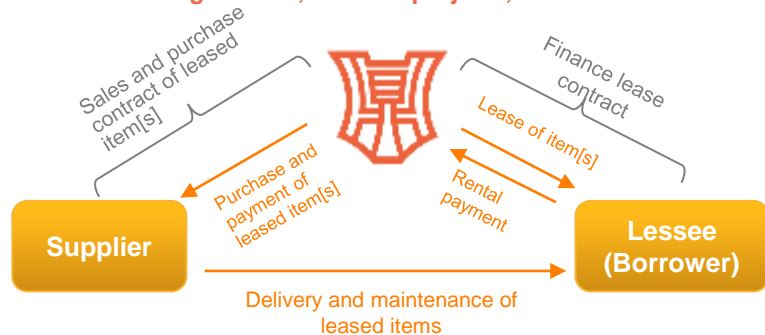 Sales and purchase
contract of leased
item[s]
Finance lease
contract
Lease of item[s]
Purchase and
payment of
leased item[s]
Rental
payment
Supplier
Lessee
(Borrower)
Delivery and maintenance of
leased items